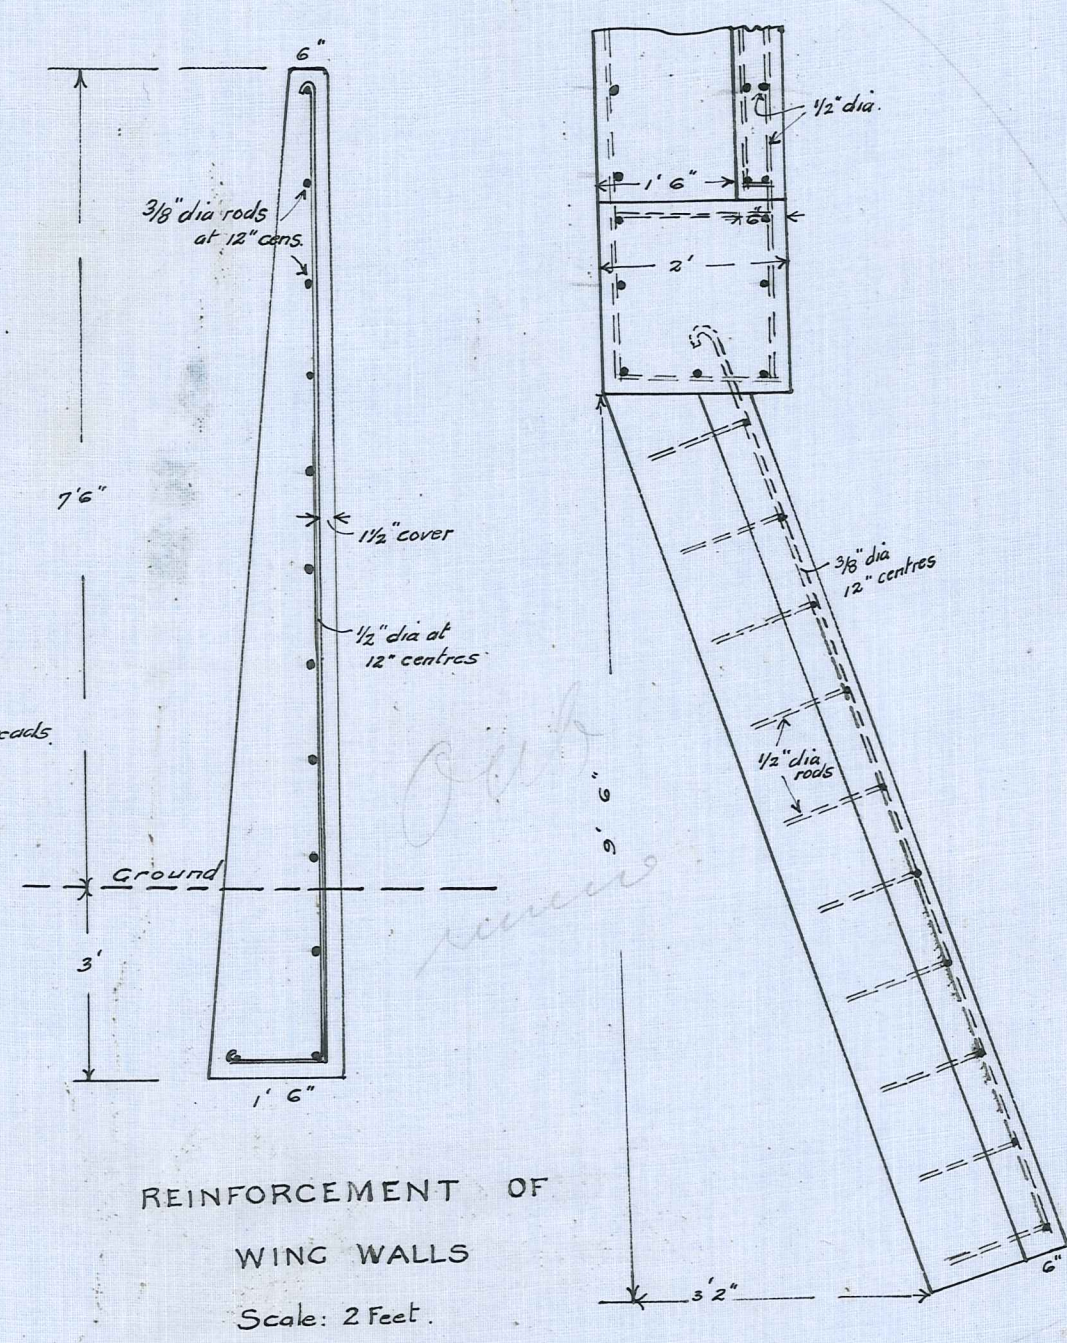 6"
3/8" dia rods
at 12" cens.
7'6"
1 1/2" cover
1/2" dia at
12" centres
Ground
3'
1' 6"
1/2" dia.
1' 6"
6"
2'
3/8" dia
12" centres
1/2" dia
rods
9' 6"
3' 2"
6"
REINFORCEMENT OF
WING WALLS
Scale: 2 Feet.